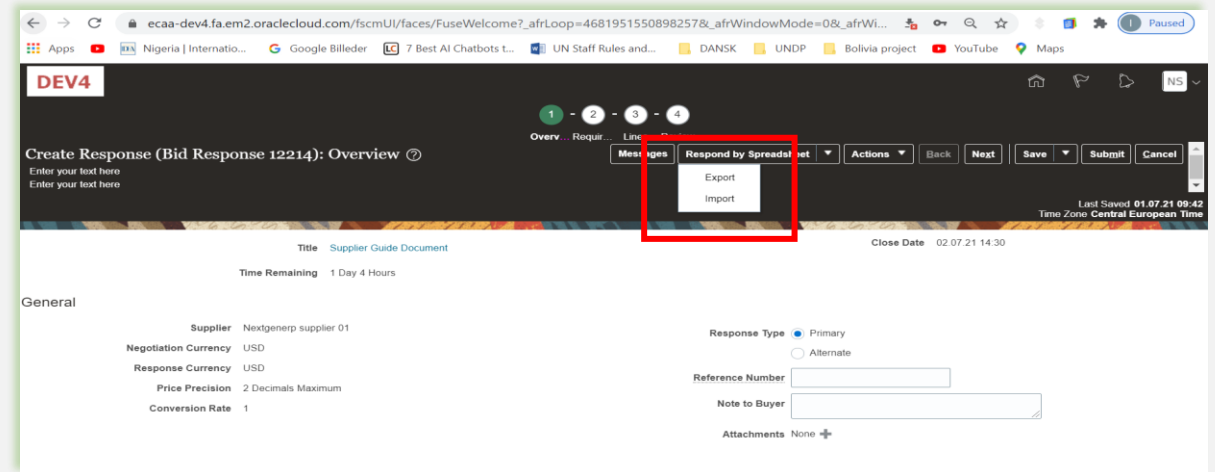 ecaa-dev4.fa.em2.oraclecloud.com/fscmUI/faces/FuseWelcome?_afrLoop=4681951550898257&_afrWindowMode=0&_afrWi... I Paused
Apps Nigeria | Internatio... G Google Billeder LC 7 Best AI Chatbots t... UN Staff Rules and... DANSK UNDP Bolivia project YouTube Maps
DEV4 NS
1 - 2 - 3 - 4
Overv... Requir... Line
Create Response (Bid Response 12214): Overview ?
Messages Respond by Spreadsheet Actions Back Next Save Submit Cancel
Enter your text here
Enter your text here
Export
Import
Last Saved 01.07.21 09:42
Time Zone Central European Time
Title Supplier Guide Document
Close Date 02.07.21 14:30
Time Remaining 1 Day 4 Hours
General
Supplier Nextgenerp supplier 01
Response Type Primary
Negotiation Currency USD
Alternate
Response Currency USD
Reference Number
Price Precision 2 Decimals Maximum
Note to Buyer
Conversion Rate 1
Attachments None